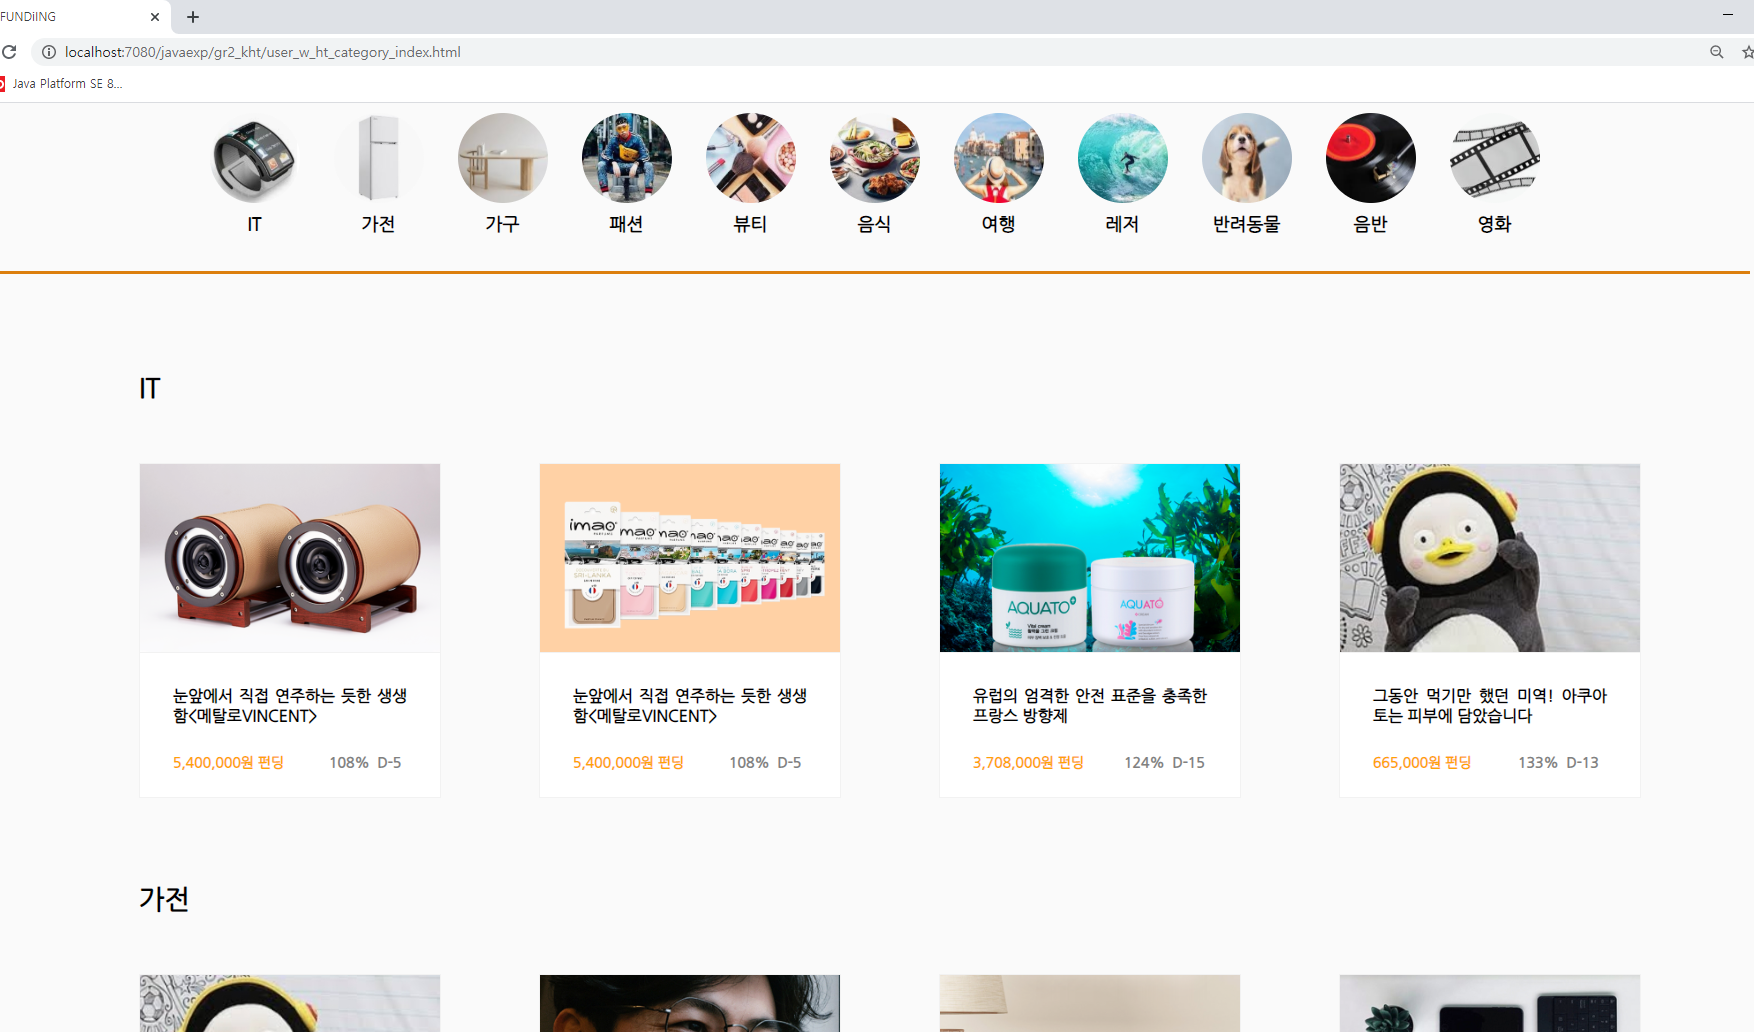 FUNDiING
localhost:7080/javaexp/gr2_kht/user_w_ht_category_index.html
Java Platform SE 8...
IT
가전
가구
패션
뷰티
음식
여행
레저
반려동물
음반
영화
IT
imao
SRI-LANKA
AQUATO+
Vital cream
AQUATO
눈앞에서 직접 연주하는 듯한 생생
함<메탈로VINCENT>
5,400,000원 펀딩 108% D-5
눈앞에서 직접 연주하는 듯한 생생
함<메탈로VINCENT>
5,400,000원 펀딩 108% D-5
유럽의 엄격한 안전 표준을 충족한
프랑스 방향제
3,708,000원 펀딩 124% D-15
그동안 먹기만 했던 미역! 아쿠아
토는 피부에 담았습니다
665,000원 펀딩 133% D-13
가전